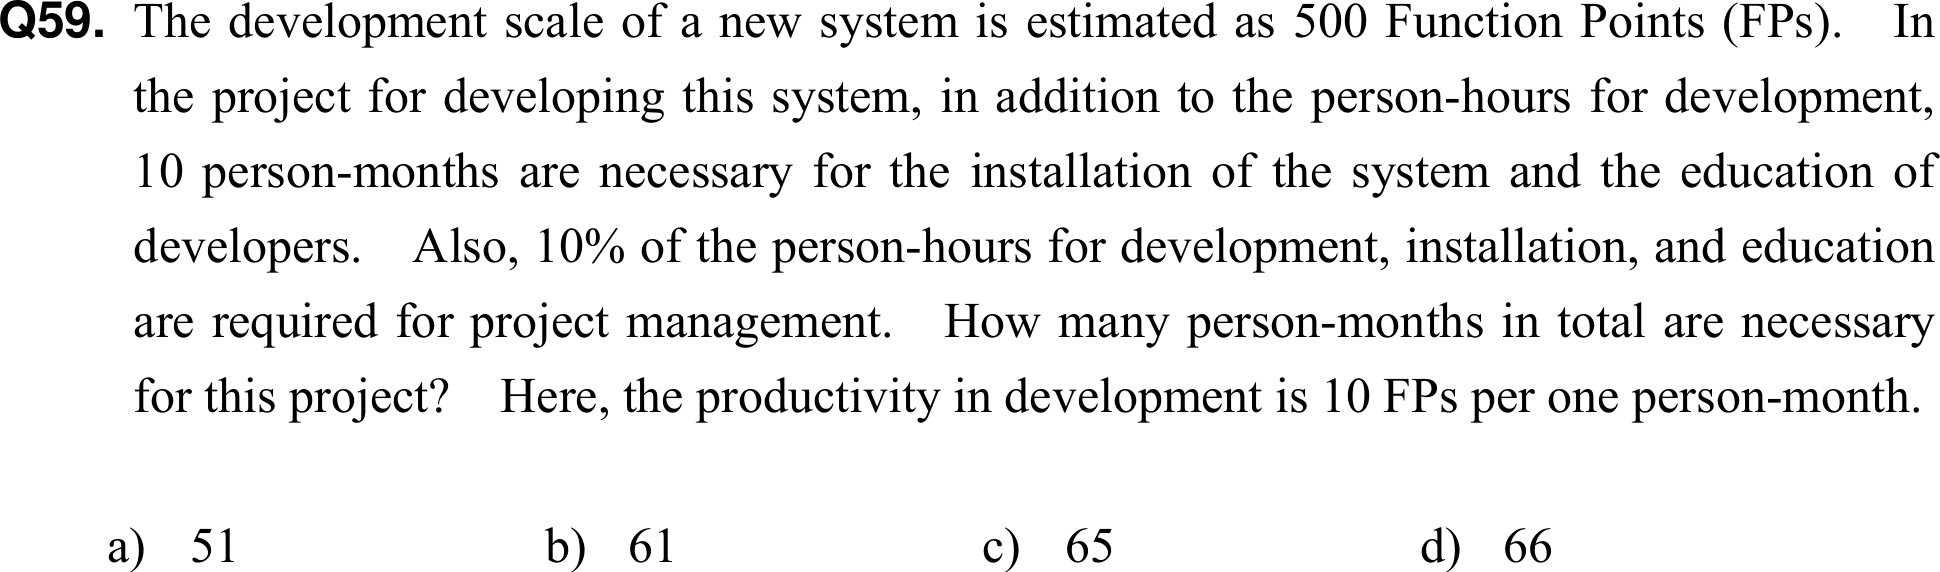 Q59. The development scale of a new system is estimated as 500 Function Points (FPs). In
the project for developing this system, in addition to the person-hours for development,
10 person-months are necessary for the installation of the system and the education of
developers. Also, 10% of the person-hours for development, installation, and education
are required for project management. How many person-months in total are necessary
for this project? Here, the productivity in development is 10 FPs per one person-month.
a) 51 b) 61 c) 65 d) 66